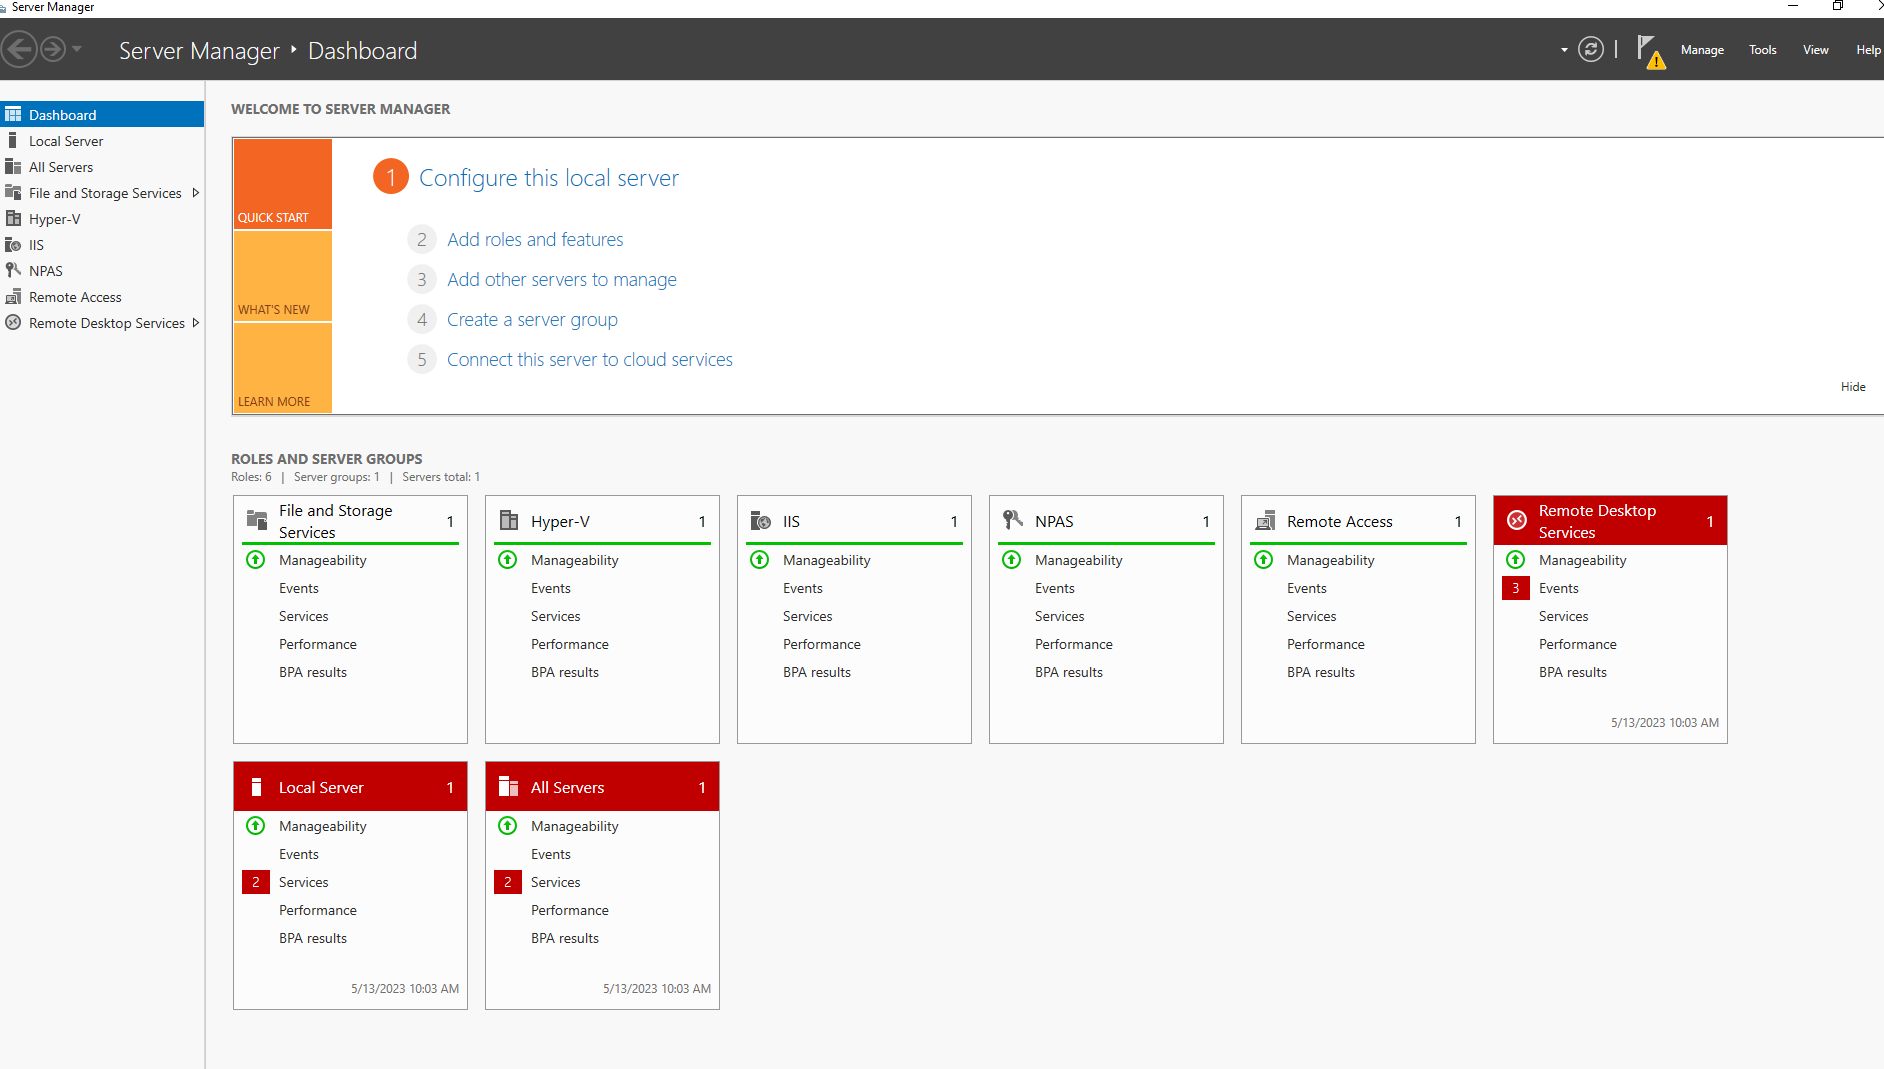 Server Manager
Server Manager ‣ Dashboard
Manage Tools View Help
Dashboard
Local Server
All Servers
File and Storage Services
Hyper-V
IIS
NPAS
Remote Access
Remote Desktop Services
WELCOME TO SERVER MANAGER
QUICK START
WHAT'S NEW
LEARN MORE
1 Configure this local server
2 Add roles and features
3 Add other servers to manage
4 Create a server group
5 Connect this server to cloud services
Hide
ROLES AND SERVER GROUPS
Roles: 6 | Server groups: 1 | Servers total: 1
File and Storage
Services 1
Manageability
Events
Services
Performance
BPA results
Hyper-V 1
Manageability
Events
Services
Performance
BPA results
IIS 1
Manageability
Events
Services
Performance
BPA results
NPAS 1
Manageability
Events
Services
Performance
BPA results
Remote Access 1
Manageability
Events
Services
Performance
BPA results
Remote Desktop
Services 1
Manageability
3 Events
Services
Performance
BPA results
5/13/2023 10:03 AM
Local Server 1
Manageability
Events
2 Services
Performance
BPA results
5/13/2023 10:03 AM
All Servers 1
Manageability
Events
2 Services
Performance
BPA results
5/13/2023 10:03 AM